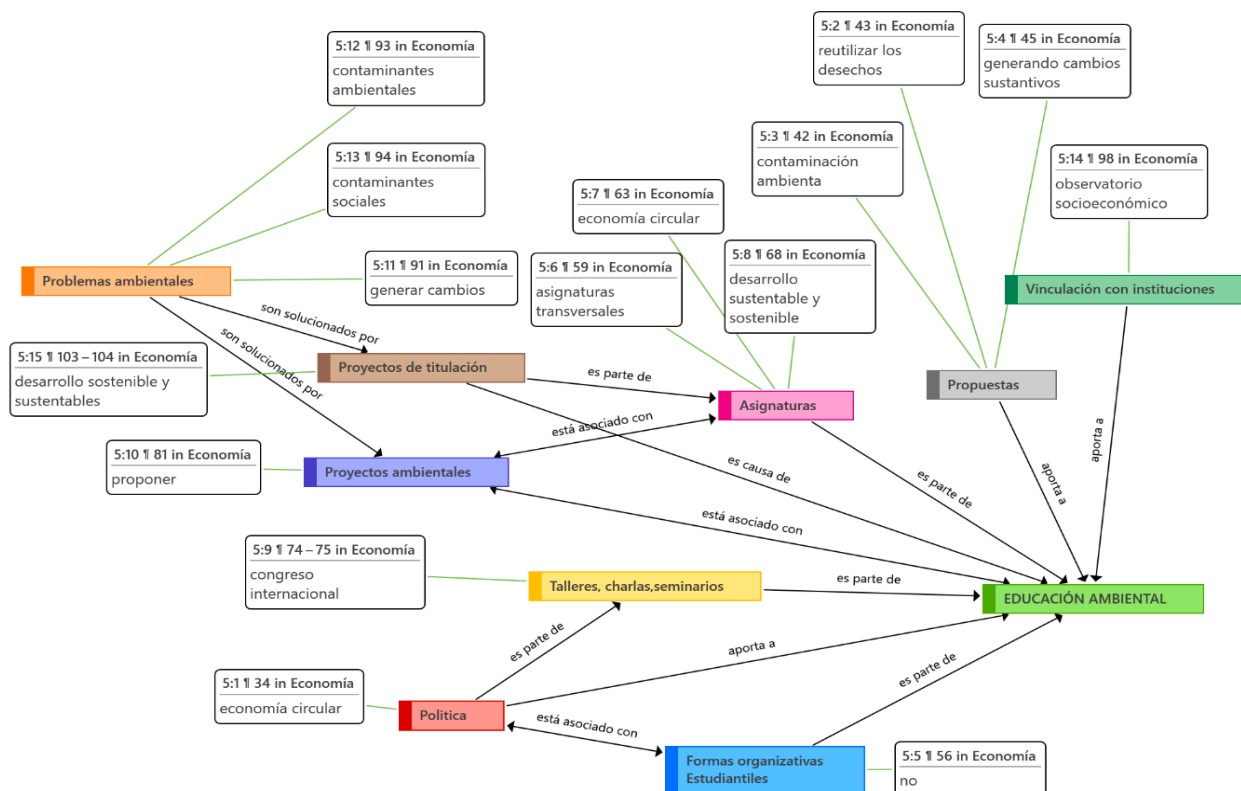 5:12 ¶ 93 in Economía
contaminantes
ambientales
5:2 ¶ 43 in Economía
reutilizar los
desechos
5:4 ¶ 45 in Economía
generando cambios
sustantivos
5:3 ¶ 42 in Economía
contaminación
ambienta
5:13 ¶ 94 in Economía
contaminantes
sociales
5:14 ¶ 98 in Economía
observatorio
socioeconómico
5:7 ¶ 63 in Economía
economía circular
5:11 ¶ 91 in Economía
generar cambios
5:6 ¶ 59 in Economía
asignaturas
transversales
5:8 ¶ 68 in Economía
desarrollo
sustentable y
sostenible
Problemas ambientales
Vinculación con instituciones
son solucionados por
son solucionados por
5:15 ¶ 103 – 104 in Economía
desarrollo sostenible y
sustentables
Proyectos de titulación
es parte de
Asignaturas
Propuestas
está asociado con
aporta a
5:10 ¶ 81 in Economía
proponer
Proyectos ambientales
es causa de
es parte de
aporta a
está asociado con
5:9 ¶ 74 – 75 in Economía
congreso
internacional
Talleres, charlas,seminarios
es parte de
EDUCACIÓN AMBIENTAL
es parte de
aporta a
es parte de
5:1 ¶ 34 in Economía
economía circular
Politica
está asociado con
Formas organizativas
Estudiantiles
5:5 ¶ 56 in Economía
no